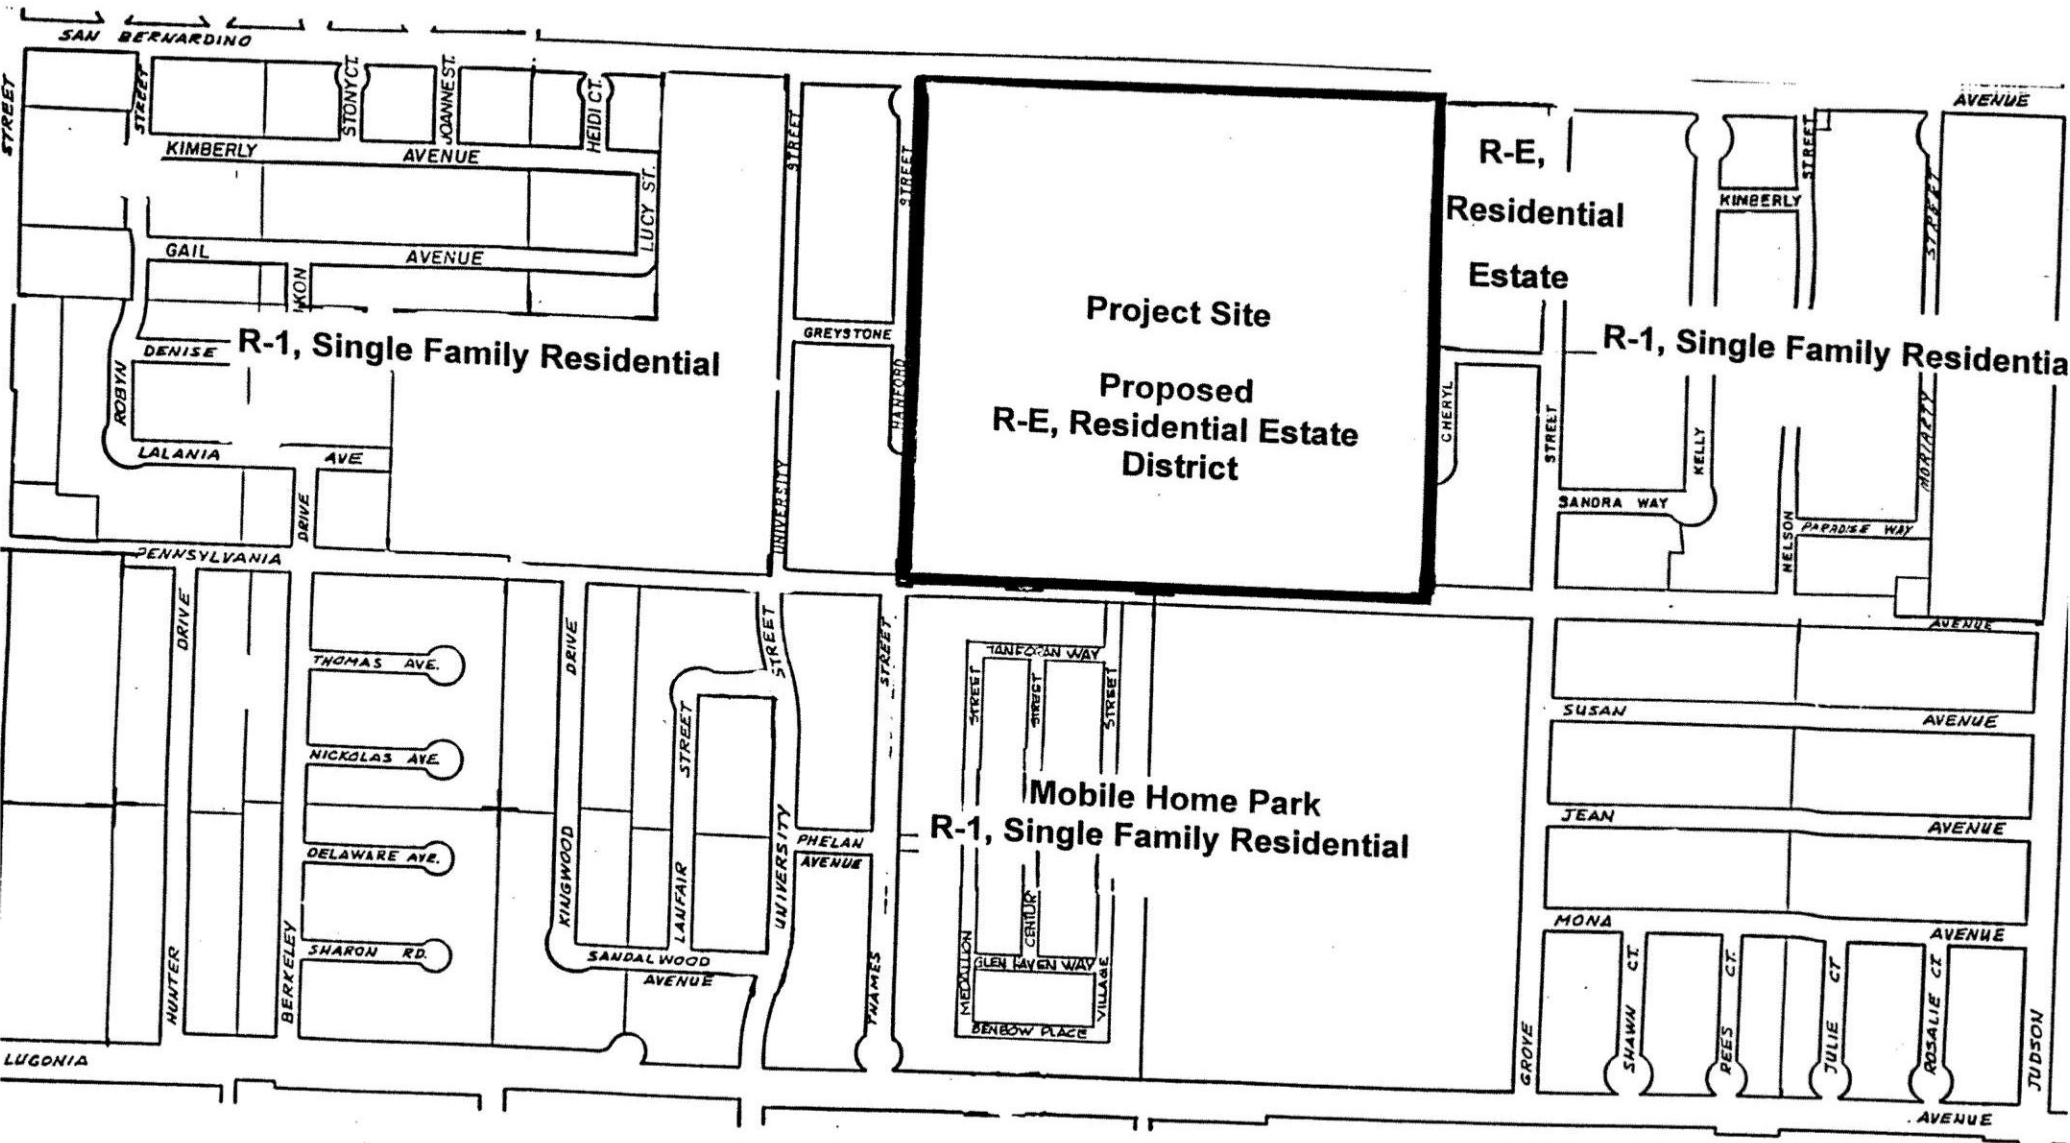 SAN BERNARDINO
AVENUE
STREET
STREET
STONY CT.
JOANNE ST.
HEIDI CT.
STREET
STREET
STREET
STREET
KIMBERLY AVENUE
LUCY ST.
KIMBERLY
GAIL AVENUE
R-E,
Residential
Estate
Project Site
Proposed
R-E, Residential Estate
District
R-1, Single Family Residential
R-1, Single Family Residentia
GREYSTONE
DENISE
ROBYN
HANFORD
CHERYL
STREET
KELLY
MORIARTY
LALANIA AVE
DRIVE
UNIVERSITY
SANDRA WAY
NELSON
PARADISE WAY
PENNSYLVANIA
AVENUE
DRIVE
DRIVE
STREET
STREET
THOMAS AVE.
TANFORAN WAY
STREET
STREET
STREET
SUSAN AVENUE
NICKOLAS AVE.
STREET
Mobile Home Park
R-1, Single Family Residential
JEAN AVENUE
DELAWARE AVE.
KINGWOOD
LANFAIR
UNIVERSITY
PHELAN
AVENUE
MONA AVENUE
SHARON RD.
HUNTER
BERKELEY
SANDALWOOD
AVENUE
THAMES
MEDALLION
CENTURY
GLEN HAVEN WAY
VILLAGE
BENBOW PLACE
GROVE
SHAWN CT.
REES CT.
JULIE CT
ROSALIE CT.
JUDSON
LUGONIA
AVENUE